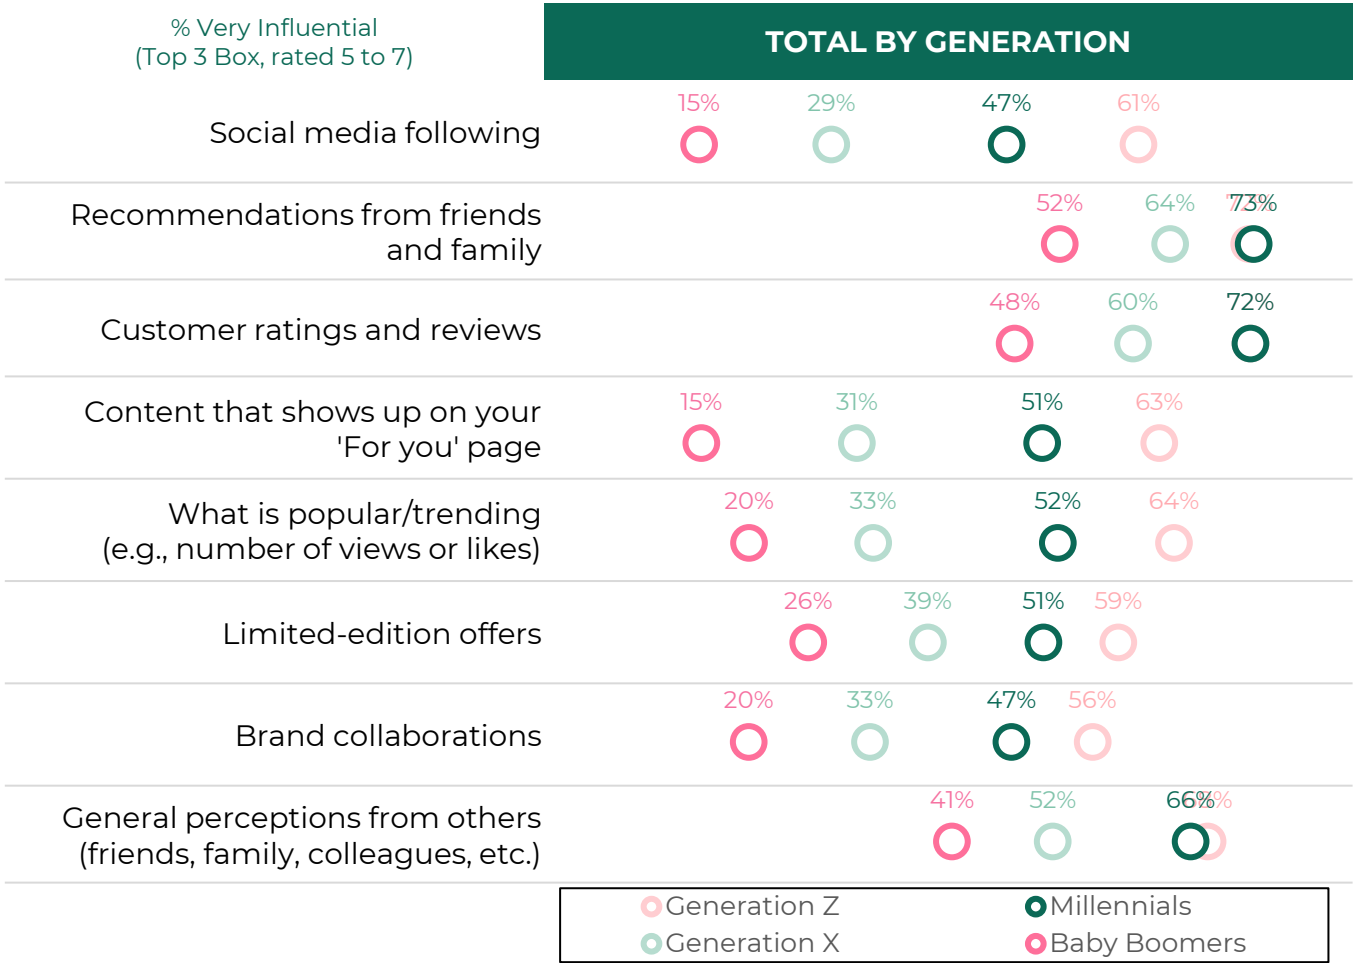 % Very Influential
(Top 3 Box, rated 5 to 7)
TOTAL BY GENERATION
Social media following
15% 29% 47% 61%
Recommendations from friends
and family
52% 64% 73%
Customer ratings and reviews
48% 60% 72%
Content that shows up on your
'For you' page
15% 31% 51% 63%
What is popular/trending
(e.g., number of views or likes)
20% 33% 52% 64%
Limited-edition offers
26% 39% 51% 59%
Brand collaborations
20% 33% 47% 56%
General perceptions from others
(friends, family, colleagues, etc.)
41% 52% 66%
Generation Z
Millennials
Generation X
Baby Boomers